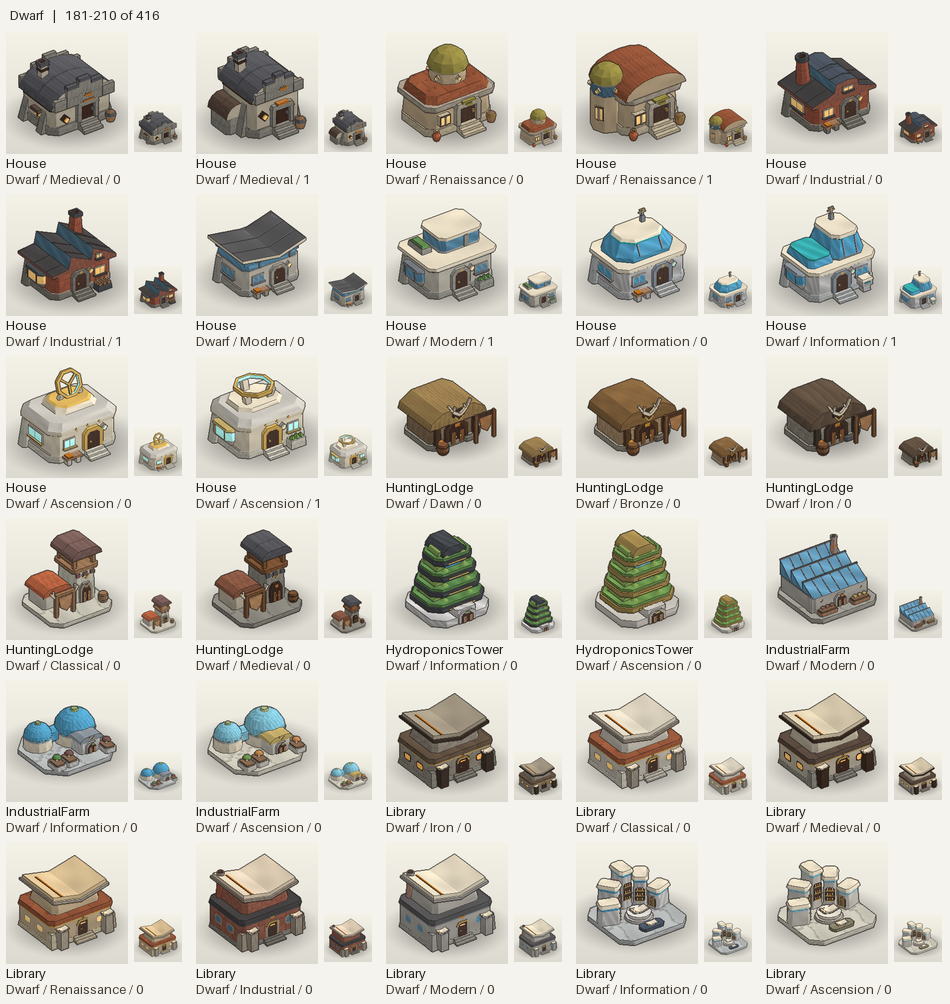 Dwarf | 181-210 of 416
House
Dwarf / Medieval / 0
House
Dwarf / Medieval / 1
House
Dwarf / Renaissance / 0
House
Dwarf / Renaissance / 1
House
Dwarf / Industrial / 0
House
Dwarf / Industrial / 1
House
Dwarf / Modern / 0
House
Dwarf / Modern / 1
House
Dwarf / Information / 0
House
Dwarf / Information / 1
House
Dwarf / Ascension / 0
House
Dwarf / Ascension / 1
HuntingLodge
Dwarf / Dawn / 0
HuntingLodge
Dwarf / Bronze / 0
HuntingLodge
Dwarf / Iron / 0
HuntingLodge
Dwarf / Classical / 0
HuntingLodge
Dwarf / Medieval / 0
HydroponicsTower
Dwarf / Information / 0
HydroponicsTower
Dwarf / Ascension / 0
IndustrialFarm
Dwarf / Modern / 0
IndustrialFarm
Dwarf / Information / 0
IndustrialFarm
Dwarf / Ascension / 0
Library
Dwarf / Iron / 0
Library
Dwarf / Classical / 0
Library
Dwarf / Medieval / 0
Library
Dwarf / Renaissance / 0
Library
Dwarf / Industrial / 0
Library
Dwarf / Modern / 0
Library
Dwarf / Information / 0
Library
Dwarf / Ascension / 0